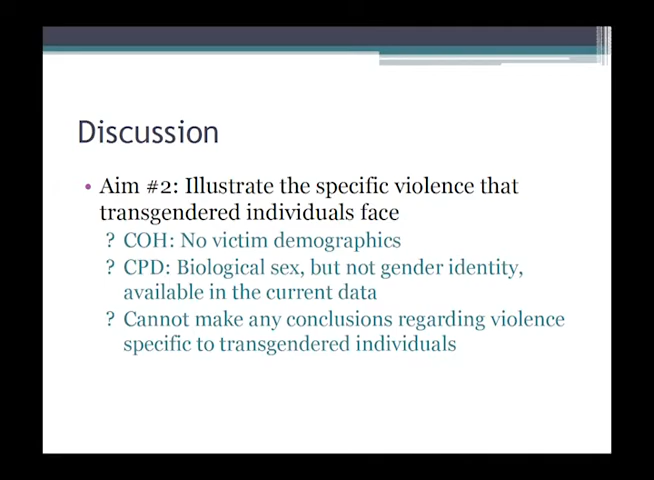 Discussion
• Aim #2: Illustrate the specific violence that
transgendered individuals face
? COH: No victim demographics
? CPD: Biological sex, but not gender identity,
available in the current data
? Cannot make any conclusions regarding violence
specific to transgendered individuals